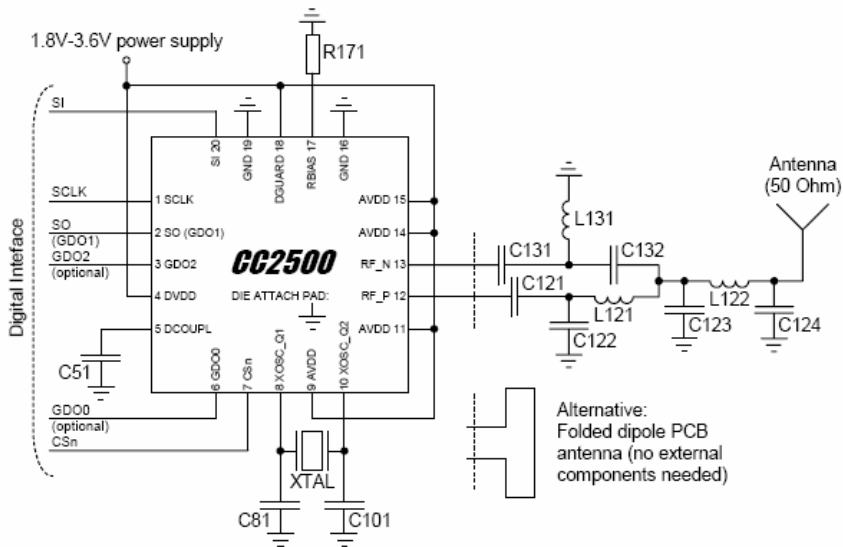 1.8V-3.6V power supply
R171
SI
SI 20
GND 19
DGUARD 18
RBIAS 17
GND 16
Antenna
(50 Ohm)
Digital Inteface
SCLK
1 SCLK
AVDD 15
L131
SO
(GDO1)
2 SO (GDO1)
AVDD 14
C131
C132
GDO2
(optional)
3 GDO2
CC2500
RF_N 13
C121
4 DVDD
DIE ATTACH PAD:
RF_P 12
L121
L122
C123
C124
5 DCOUPL
AVDD 11
C122
C51
6 GDO0
7 CSn
8 XOSC_Q1
9 AVDD
10 XOSC_Q2
GDO0
(optional)
CSn
XTAL
C81
C101
Alternative:
Folded dipole PCB
antenna (no external
components needed)